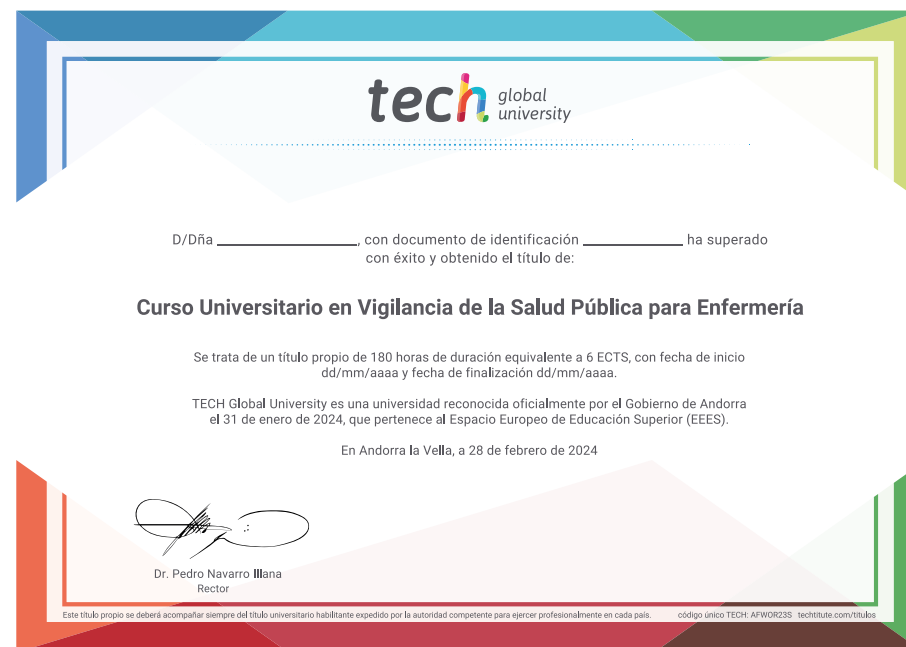 tech global university
D/Dña ______________, con documento de identificación __________ ha superado
con éxito y obtenido el título de:
Curso Universitario en Vigilancia de la Salud Pública para Enfermería
Se trata de un título propio de 180 horas de duración equivalente a 6 ECTS, con fecha de inicio
dd/mm/aaaa y fecha de finalización dd/mm/aaaa.
TECH Global University es una universidad reconocida oficialmente por el Gobierno de Andorra
el 31 de enero de 2024, que pertenece al Espacio Europeo de Educación Superior (EEES).
En Andorra la Vella, a 28 de febrero de 2024
Dr. Pedro Navarro Illana
Rector
Este título propio se deberá acompañar siempre del título universitario habilitante expedido por la autoridad competente para ejercer profesionalmente en cada país. código único TECH: AFWOR23S techtitute.com/titulos